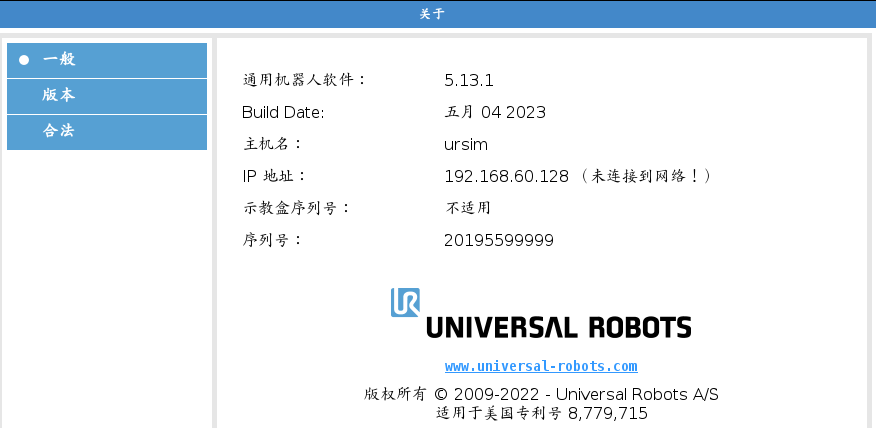 关于
一般
版本
合法
通用机器人软件： 5.13.1
Build Date: 五月 04 2023
主机名： ursim
IP 地址： 192.168.60.128 （未连接到网络！）
示教盒序列号： 不适用
序列号： 20195599999
UR
UNIVERSAL ROBOTS
www.universal-robots.com
版权所有 © 2009-2022 - Universal Robots A/S
适用于美国专利号 8,779,715